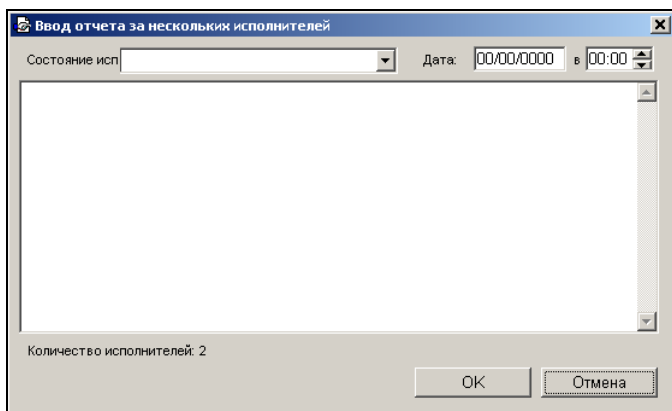 Ввод отчета за нескольких исполнителей
Состояние исп Дата: 00/00/0000 в 00:00
Количество исполнителей: 2
OK Отмена